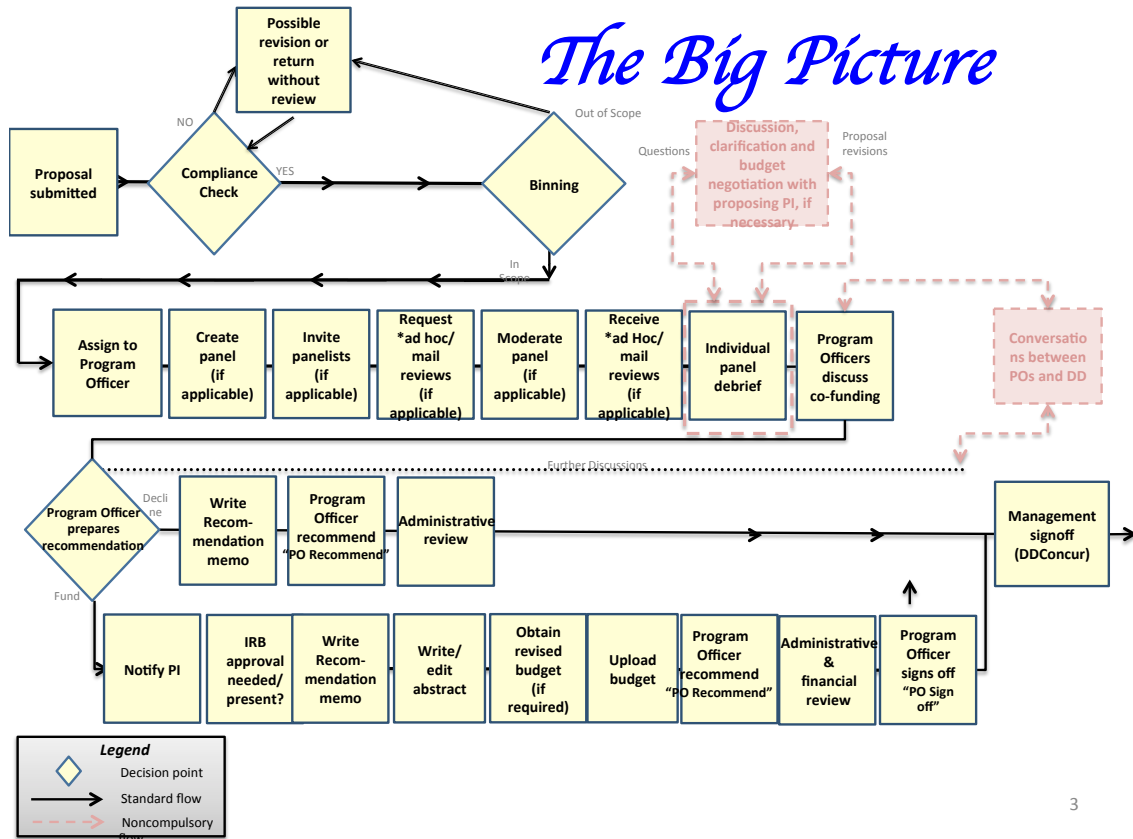 The Big Picture
Possible
revision or
return
without
review
NO
Out of Scope
Proposal
submitted
Compliance
Check
YES
Binning
Questions
Discussion,
clarification and
budget
negotiation with
proposing PI, if
necessary
Proposal
revisions
In
Scope
Assign to
Program
Officer
Create
panel
(if
applicable)
Invite
panelists
(if
applicable)
Request
*ad hoc/
mail
reviews
(if
applicable)
Moderate
panel (if
applicable)
Receive
*ad Hoc/
mail
reviews
(if
applicable)
Individual
panel
debrief
Program
Officers
discuss
co-funding
Conversatio
ns between
POs and DD
Further Discussions
Program Officer
prepares
recommendation
Decli
ne
Write
Recom-
mendation
memo
Program
Officer
recommend
“PO Recommend”
Administrative
review
Management
signoff
(DDConcur)
Fund
Notify PI
IRB
approval
needed/
present?
Write
Recom-
mendation
memo
Write/
edit
abstract
Obtain
revised
budget
(if
required)
Upload
budget
Program
Officer
recommend
“PO Recommend”
Administrative
&
financial
review
Program
Officer
signs off
“PO Sign
off”
Legend
Decision point
Standard flow
Noncompulsory
flow
3